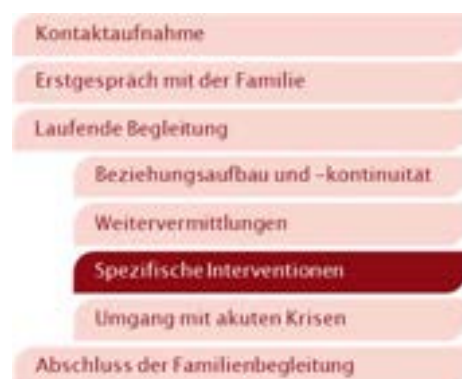 Kontaktaufnahme
Erstgespräch mit der Familie
Laufende Begleitung
Beziehungsaufbau und -kontinuität
Weitervermittlungen
Spezifische Interventionen
Umgang mit akuten Krisen
Abschluss der Familienbegleitung